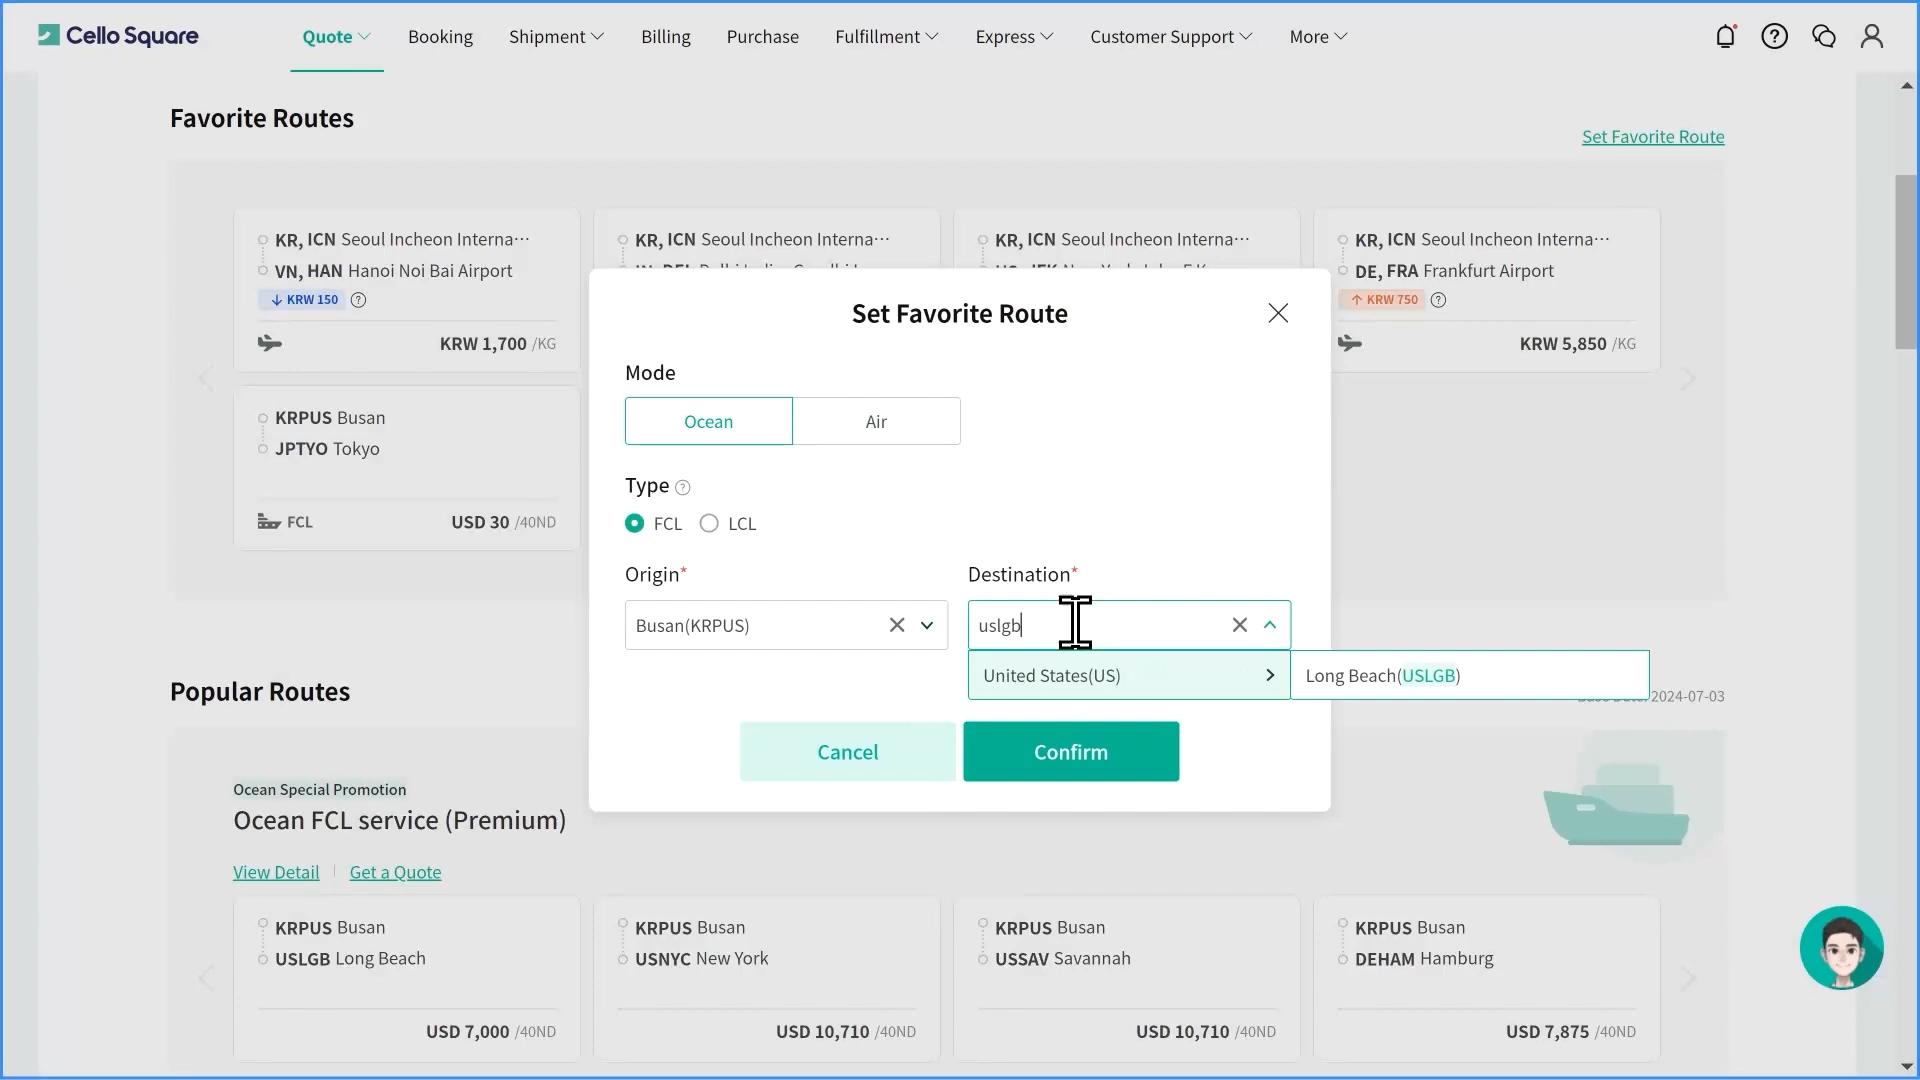 Cello Square
Quote
Booking
Shipment
Billing
Purchase
Fulfillment
Express
Customer Support
More
Favorite Routes
Set Favorite Route
KR, ICN Seoul Incheon Interna···
VN, HAN Hanoi Noi Bai Airport
KRW 150
KRW 1,700 /KG
KR, ICN Seoul Incheon Interna···
KR, ICN Seoul Incheon Interna···
KR, ICN Seoul Incheon Interna···
DE, FRA Frankfurt Airport
KRW 750
KRW 5,850 /KG
KRPUS Busan
JPTYO Tokyo
FCL
USD 30 /40ND
Set Favorite Route
Mode
Ocean
Air
Type
FCL
LCL
Origin*
Destination*
Busan(KRPUS)
uslgb
United States(US)
Long Beach(USLGB)
Cancel
Confirm
Popular Routes
2024-07-03
Ocean Special Promotion
Ocean FCL service (Premium)
View Detail
Get a Quote
KRPUS Busan
USLGB Long Beach
USD 7,000 /40ND
KRPUS Busan
USNYC New York
USD 10,710 /40ND
KRPUS Busan
USSAV Savannah
USD 10,710 /40ND
KRPUS Busan
DEHAM Hamburg
USD 7,875 /40ND